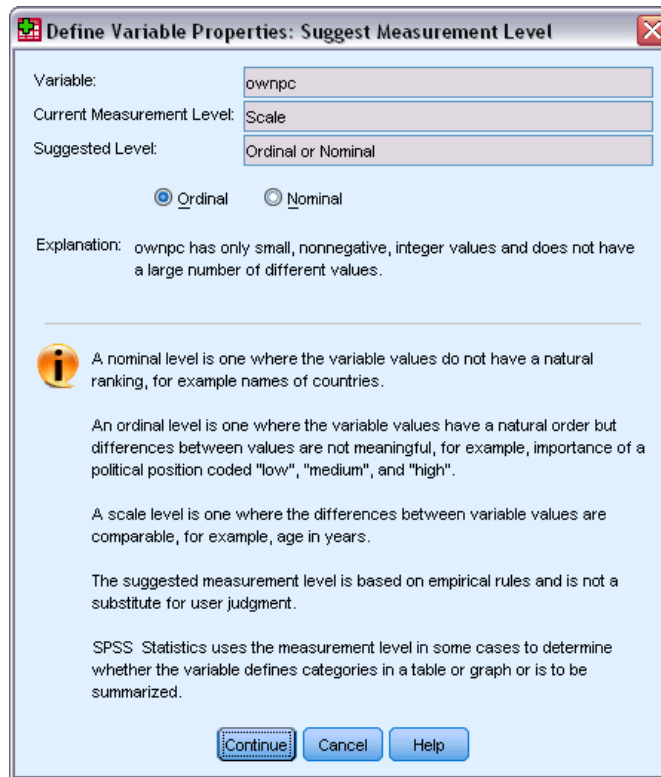 Define Variable Properties: Suggest Measurement Level
Variable:
ownpc
Current Measurement Level:
Scale
Suggested Level:
Ordinal or Nominal
Ordinal
Nominal
Explanation:
ownpc has only small, nonnegative, integer values and does not have
a large number of different values.
A nominal level is one where the variable values do not have a natural
ranking, for example names of countries.
An ordinal level is one where the variable values have a natural order but
differences between values are not meaningful, for example, importance of a
political position coded "low", "medium", and "high".
A scale level is one where the differences between variable values are
comparable, for example, age in years.
The suggested measurement level is based on empirical rules and is not a
substitute for user judgment.
SPSS Statistics uses the measurement level in some cases to determine
whether the variable defines categories in a table or graph or is to be
summarized.
Continue
Cancel
Help